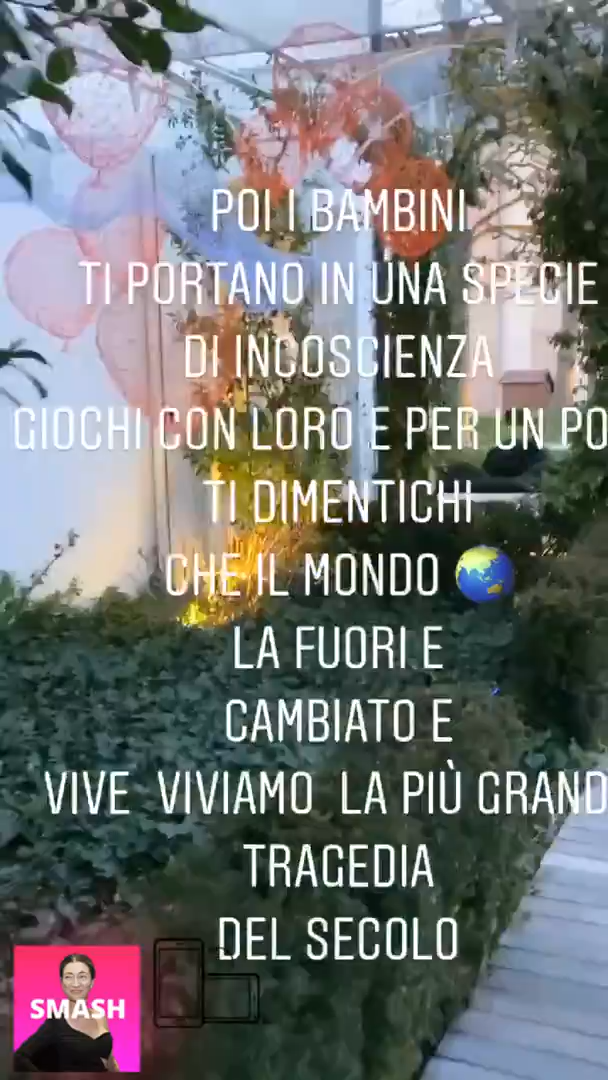 POI I BAMBINI
TI PORTANO IN UNA SPECIE
DI INCOSCIENZA
GIOCHI CON LORO E PER UN PO
TI DIMENTICHI
CHE IL MONDO 🌏
LA FUORI E
CAMBIATO E
VIVE VIVIAMO LA PIÙ GRAND
TRAGEDIA
DEL SECOLO
SMASH